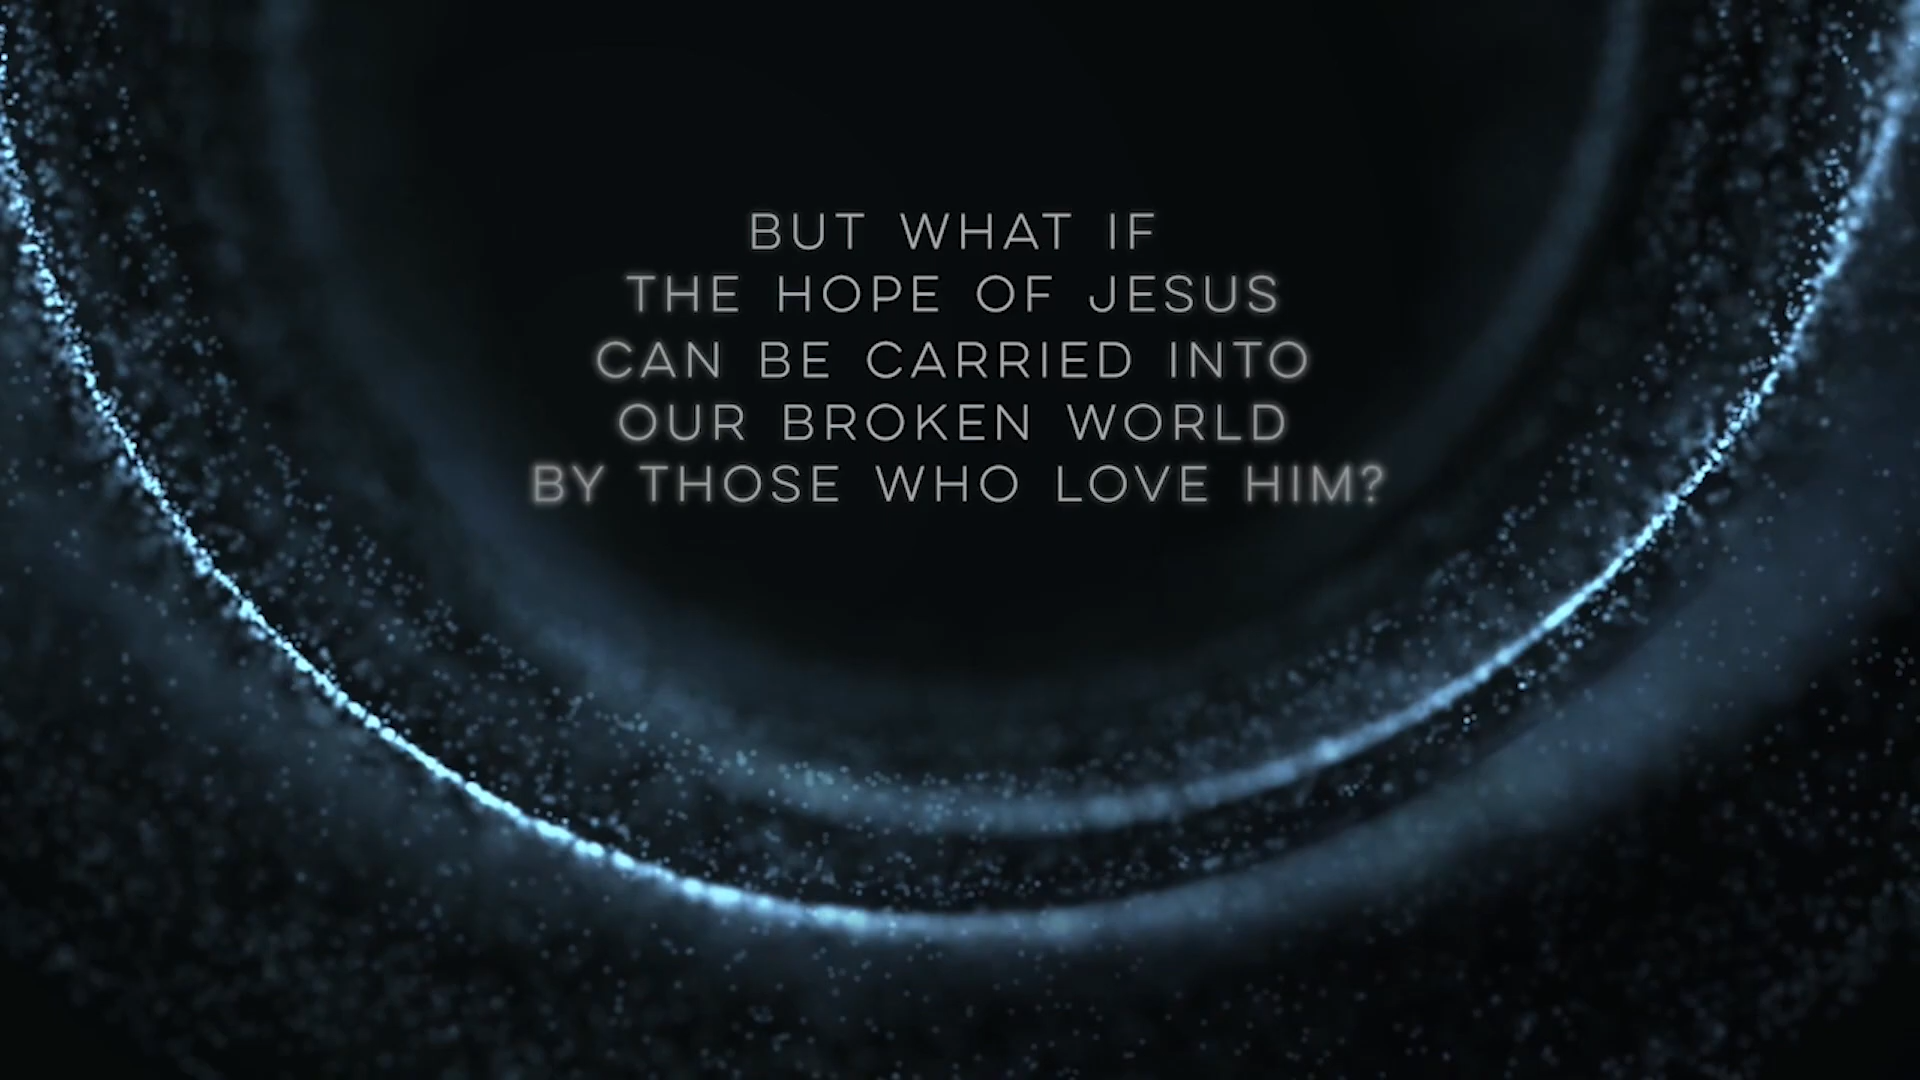 BUT WHAT IF
THE HOPE OF JESUS
CAN BE CARRIED INTO
OUR BROKEN WORLD
BY THOSE WHO LOVE HIM?